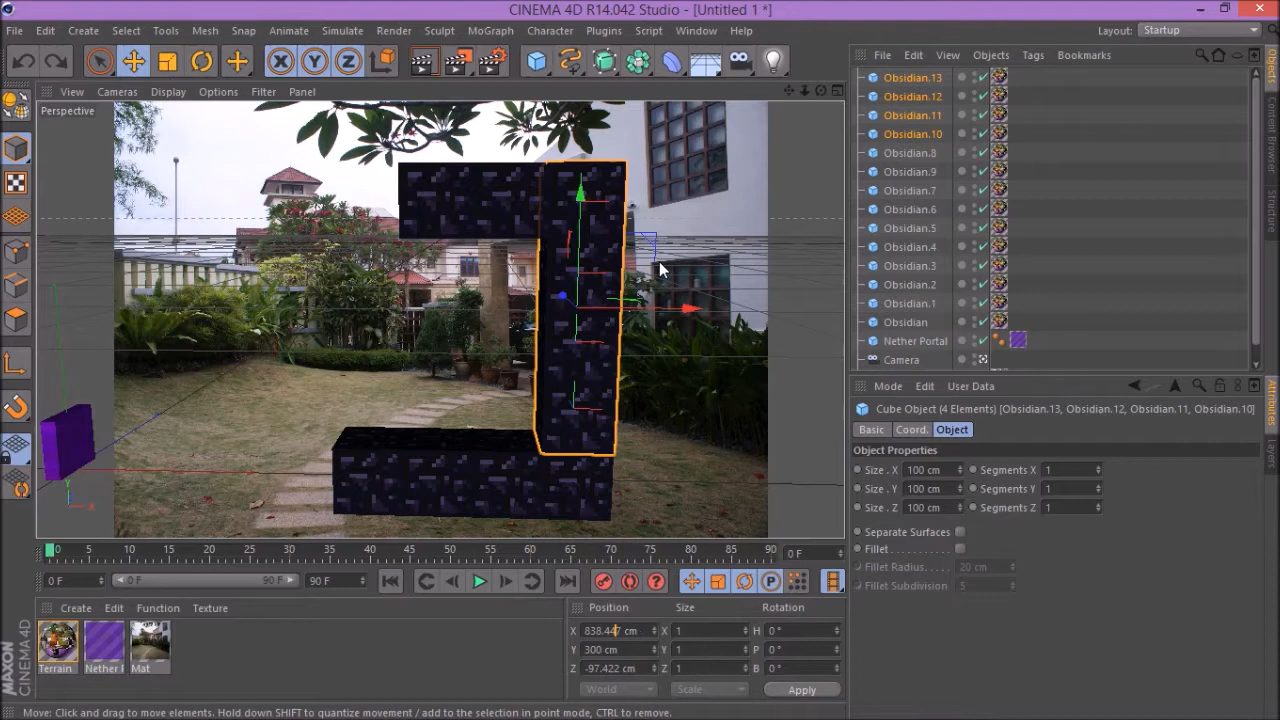 CINEMA 4D R14.042 Studio - [Untitled 1 *]
File Edit Create Select Tools Mesh Snap Animate Simulate Render Sculpt MoGraph Character Plugins Script Window Help
Layout: Startup
X Y Z
File Edit View Objects Tags Bookmarks
View Cameras Display Options Filter Panel
Perspective
Obsidian.13
Obsidian.12
Obsidian.11
Obsidian.10
Obsidian.8
Obsidian.9
Obsidian.7
Obsidian.6
Obsidian.5
Obsidian.4
Obsidian.3
Obsidian.2
Obsidian.1
Obsidian
Nether Portal
Camera
Objects
Content Browser
Structure
Mode Edit User Data
Cube Object (4 Elements) [Obsidian.13, Obsidian.12, Obsidian.11, Obsidian.10]
Basic Coord. Object
Object Properties
Size . X 100 cm Segments X 1
Size . Y 100 cm Segments Y 1
Size . Z 100 cm Segments Z 1
Separate Surfaces
Fillet
Fillet Radius 20 cm
Fillet Subdivision 5
Attributes
Layers
Y
X
0 5 10 15 20 25 30 35 40 45 50 55 60 65 70 75 80 85 90 0 F
0 F 0 F 90 F 90 F
P
Create Edit Function Texture
Terrain Nether Mat
Position Size Rotation
X 838.447 cm X 1 H 0 °
Y 300 cm Y 1 P 0 °
Z -97.422 cm Z 1 B 0 °
World Scale Apply
MAXON
CINEMA 4D
Move: Click and drag to move elements. Hold down SHIFT to quantize movement / add to the selection in point mode, CTRL to remove.